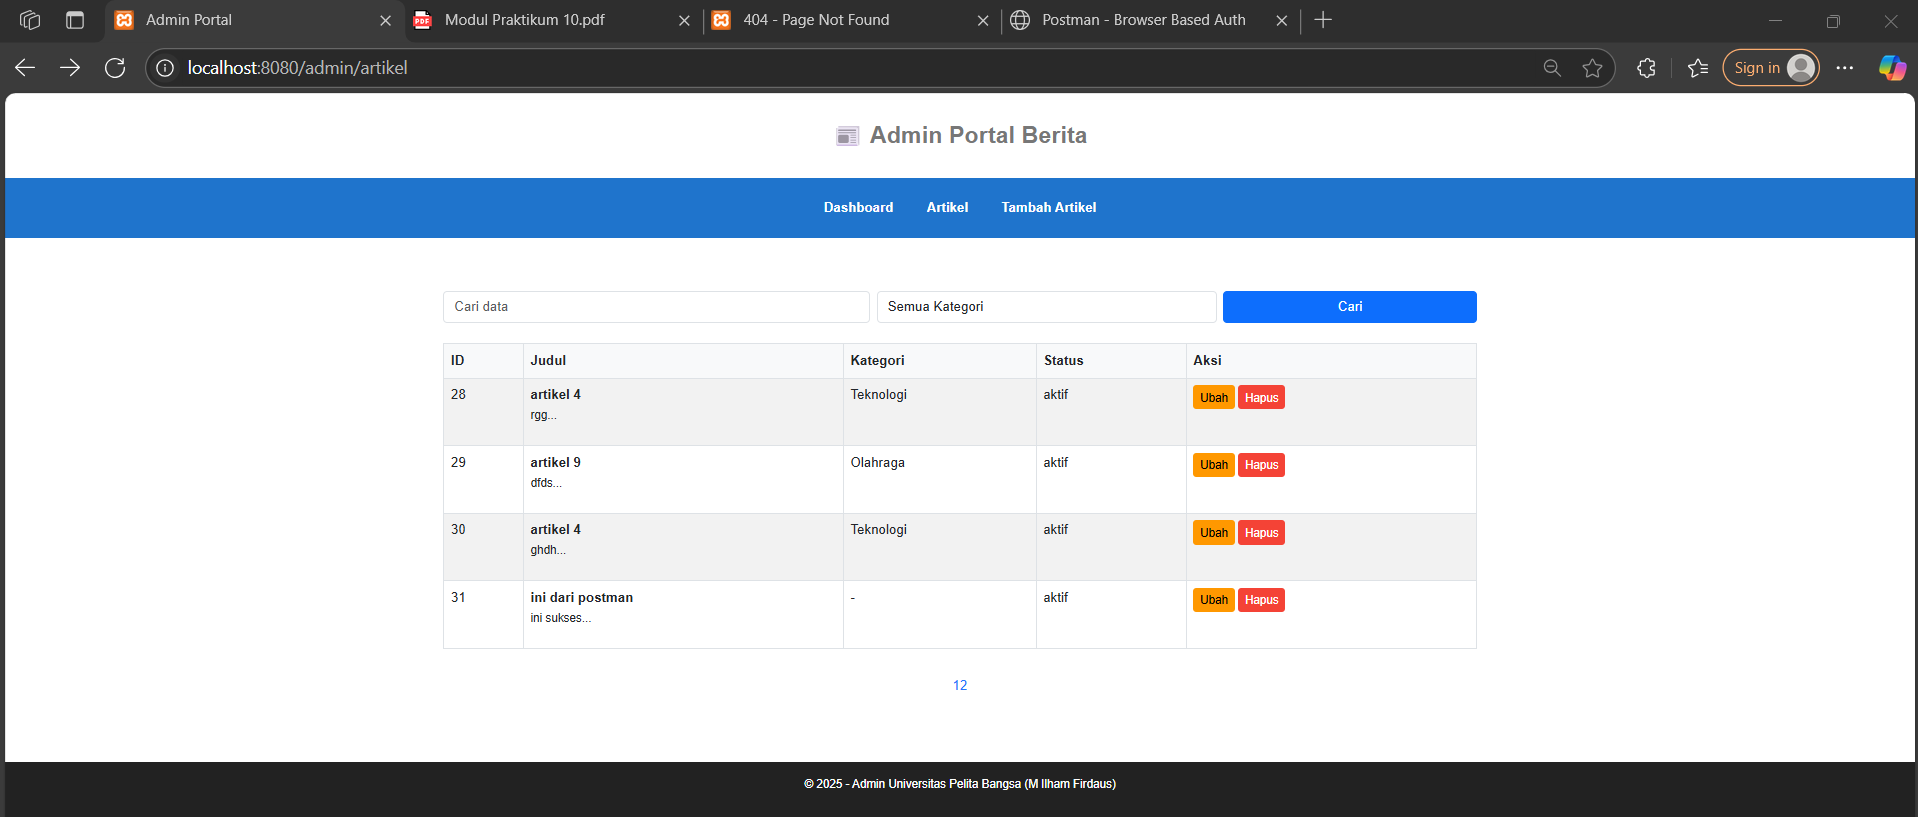 Admin Portal
Modul Praktikum 10.pdf
404 - Page Not Found
Postman - Browser Based Auth
localhost:8080/admin/artikel
Sign in
Admin Portal Berita
Dashboard Artikel Tambah Artikel
Cari data Semua Kategori Cari
ID Judul Kategori Status Aksi
28 artikel 4 Teknologi aktif Ubah Hapus
rgg...
29 artikel 9 Olahraga aktif Ubah Hapus
dfds...
30 artikel 4 Teknologi aktif Ubah Hapus
ghdh...
31 ini dari postman - aktif Ubah Hapus
ini sukses...
12
© 2025 - Admin Universitas Pelita Bangsa (M Ilham Firdaus)